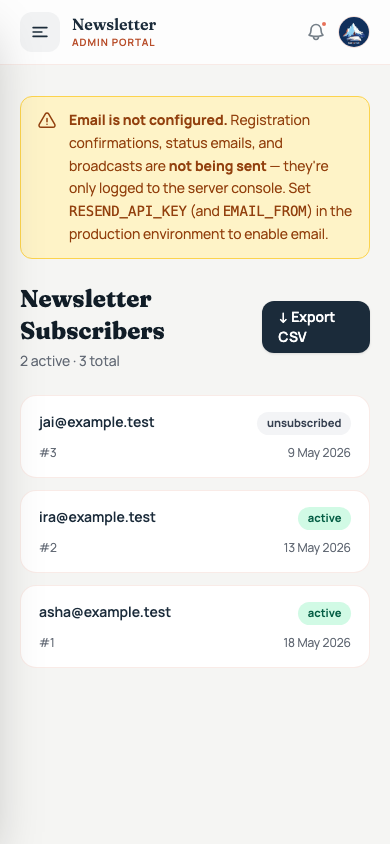 Newsletter
ADMIN PORTAL
Email is not configured. Registration
confirmations, status emails, and
broadcasts are not being sent — they're
only logged to the server console. Set
RESEND_API_KEY (and EMAIL_FROM) in the
production environment to enable email.
Newsletter
Subscribers
2 active · 3 total
↓ Export
CSV
jai@example.test
unsubscribed
#3
9 May 2026
ira@example.test
active
#2
13 May 2026
asha@example.test
active
#1
18 May 2026